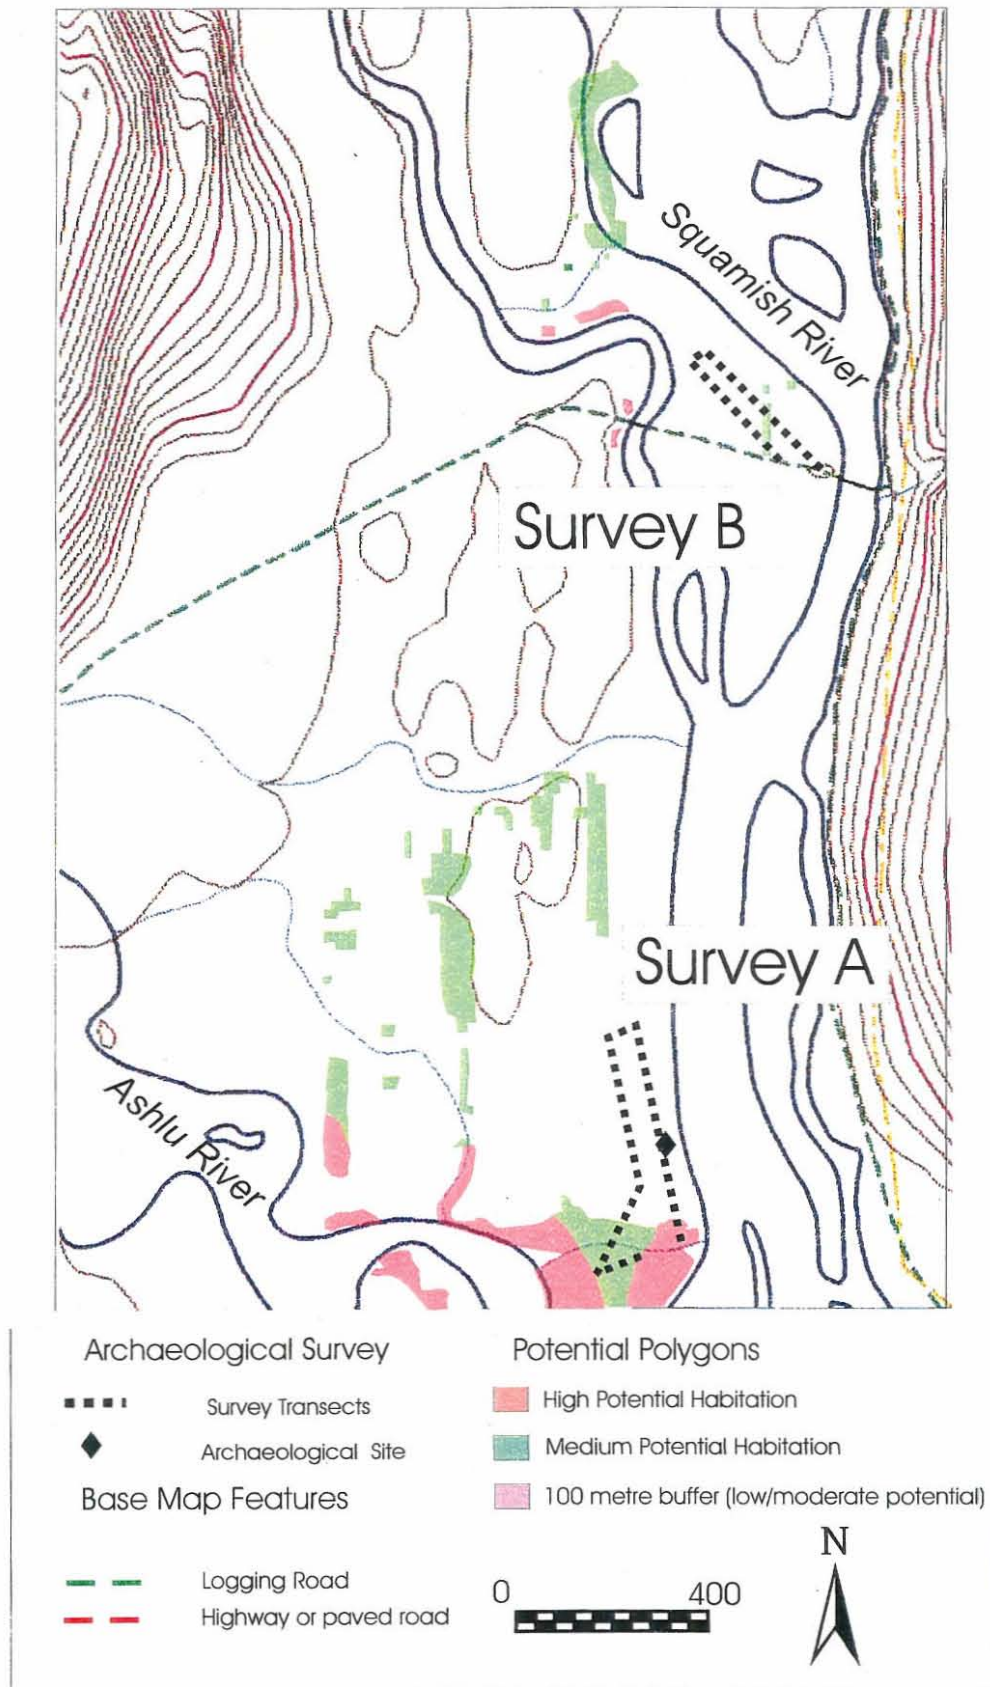 Squamish River
Survey B
Survey A
Ashlu River
Archaeological Survey
Survey Transects
Archaeological Site
Base Map Features
Logging Road
Highway or paved road
Potential Polygons
High Potential Habitation
Medium Potential Habitation
100 metre buffer (low/moderate potential)
N
0 400